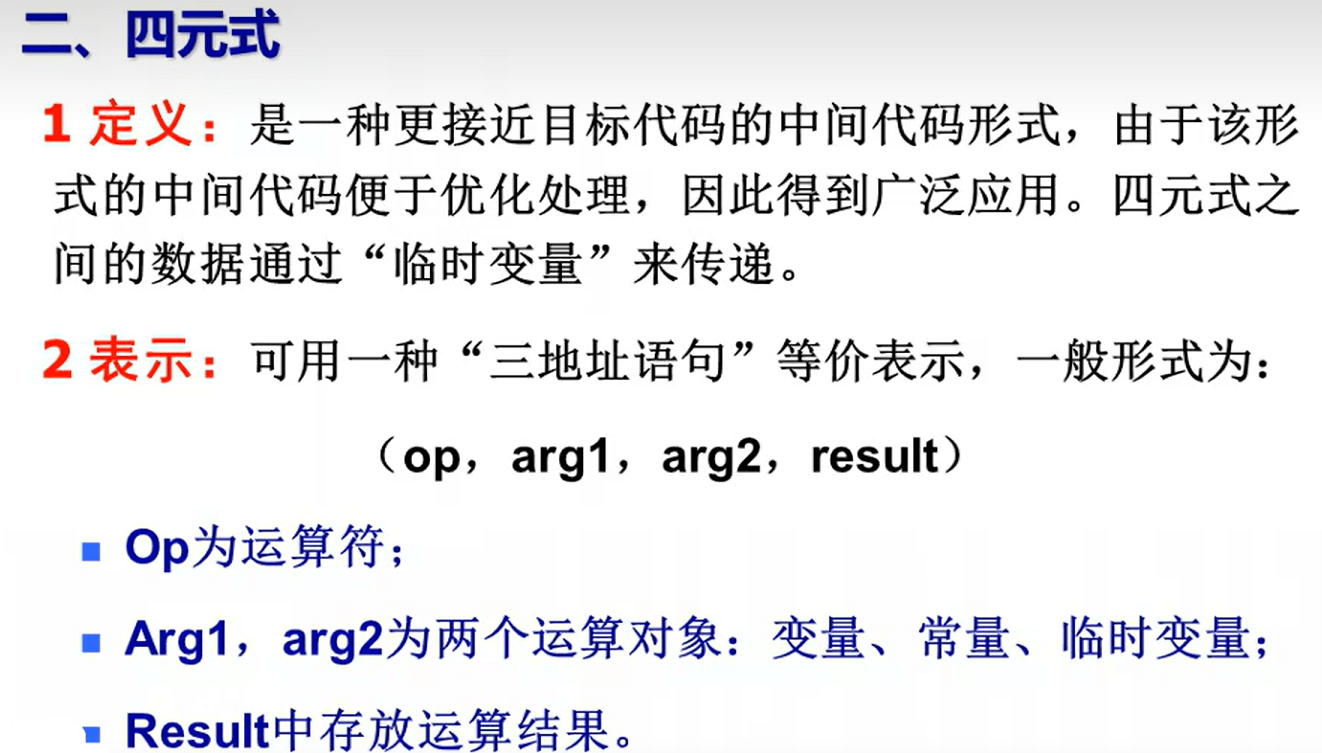 二、四元式
1 定义：是一种更接近目标代码的中间代码形式，由于该形
式的中间代码便于优化处理，因此得到广泛应用。四元式之
间的数据通过“临时变量”来传递。
2 表示：可用一种“三地址语句”等价表示，一般形式为：
（op，arg1，arg2，result）
Op为运算符；
Arg1，arg2为两个运算对象：变量、常量、临时变量；
Result中存放运算结果。